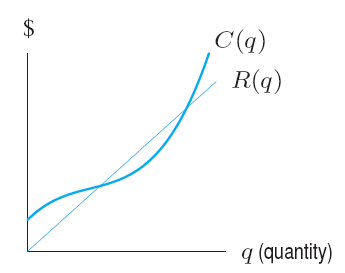 $
C(q)
R(q)
q (quantity)